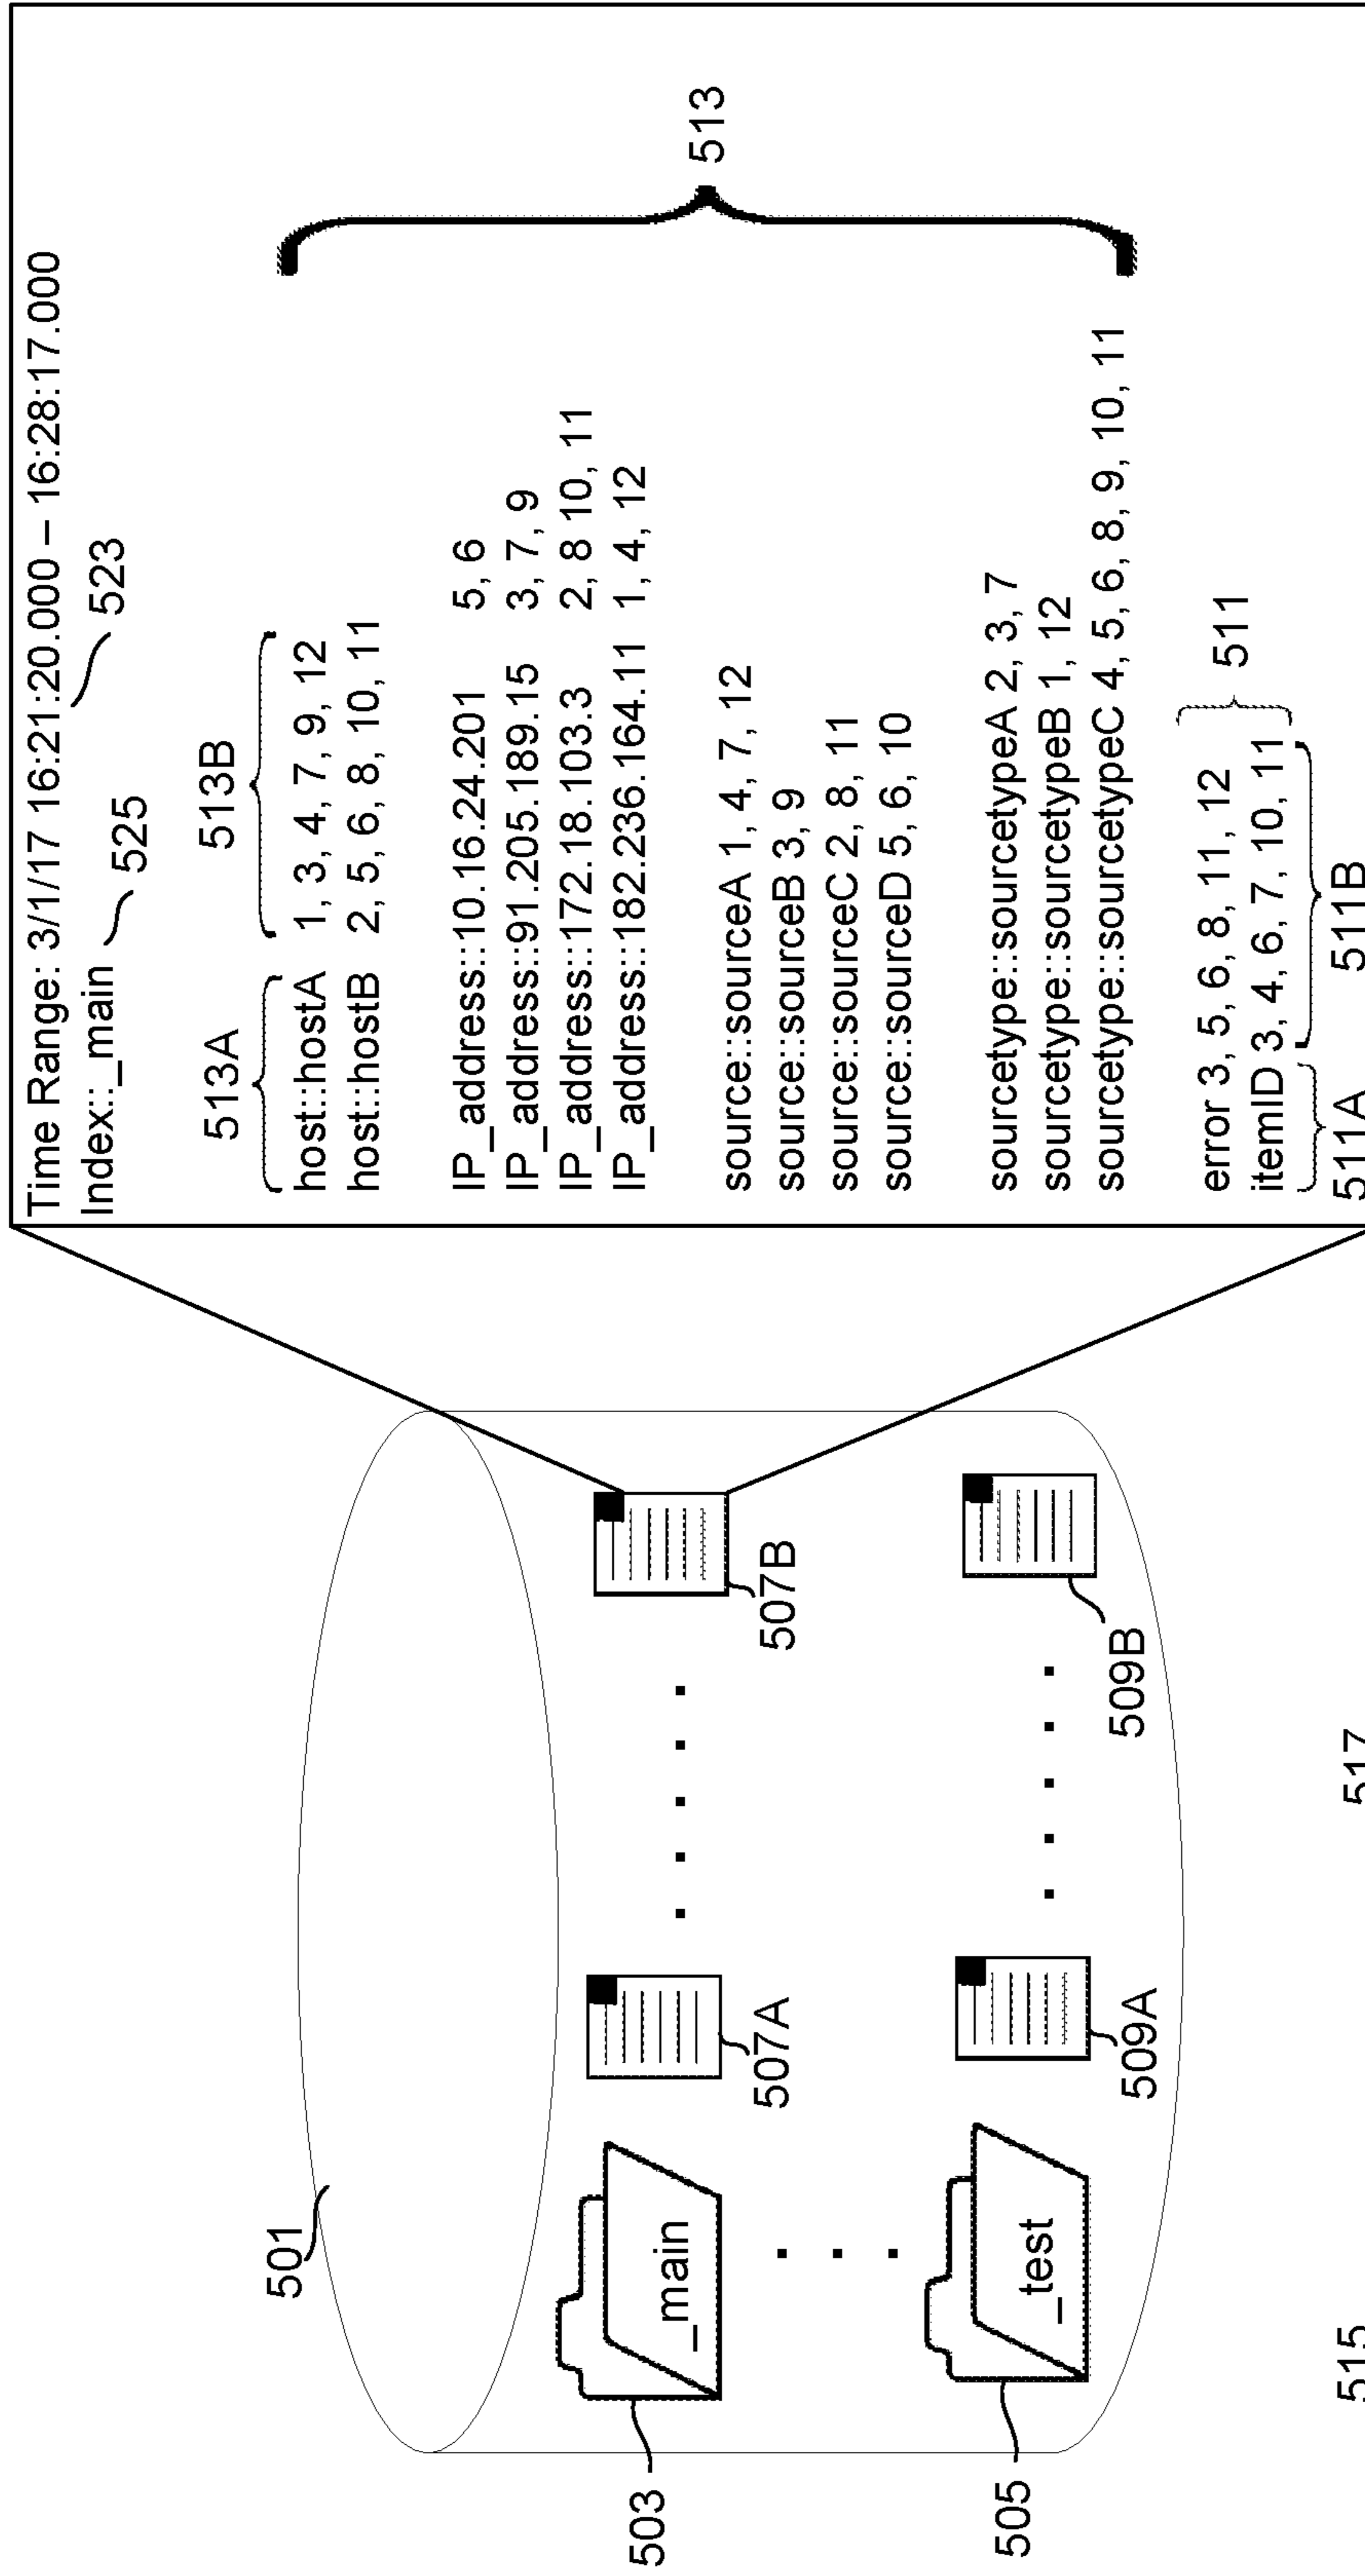 501
503
_main
507A
507B
505
_test
509A
509B
515
517
Time Range: 3/1/17 16:21:20.000 – 16:28:17.000
523
Index::_main
525
513A
513B
host::hostA 1, 3, 4, 7, 9, 12
host::hostB 2, 5, 6, 8, 10, 11
IP_address::10.16.24.201 5, 6
IP_address::91.205.189.15 3, 7, 9
IP_address::172.18.103.3 2, 8 10, 11
IP_address::182.236.164.11 1, 4, 12
513
source::sourceA 1, 4, 7, 12
source::sourceB 3, 9
source::sourceC 2, 8, 11
source::sourceD 5, 6, 10
sourcetype::sourcetypeA 2, 3, 7
sourcetype::sourcetypeB 1, 12
sourcetype::sourcetypeC 4, 5, 6, 8, 9, 10, 11
error 3, 5, 6, 8, 11, 12
itemID 3, 4, 6, 7, 10, 11
511
511A
511B